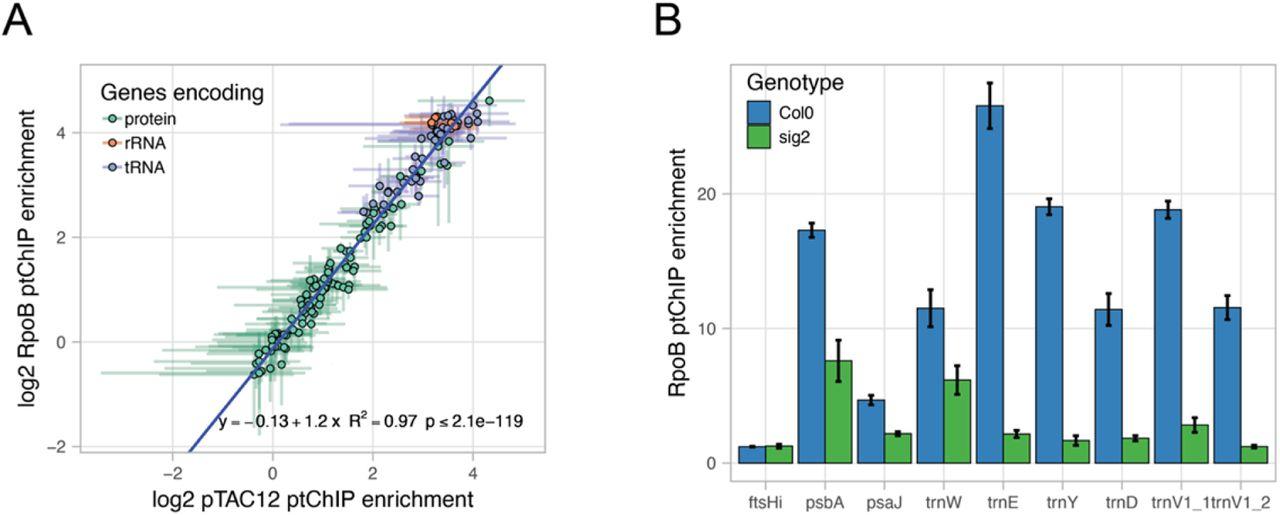 A
Genes encoding
protein
rRNA
tRNA
log2 RpoB ptChIP enrichment
4
2
0
−2
y = −0.13 + 1.2 x  R² = 0.97  p ≤ 2.1e−119
−2 0 2 4
log2 pTAC12 ptChIP enrichment
B
Genotype
Col0
sig2
RpoB ptChIP enrichment
20
10
0
ftsHi psbA psaJ trnW trnE trnY trnD trnV1_1 trnV1_2